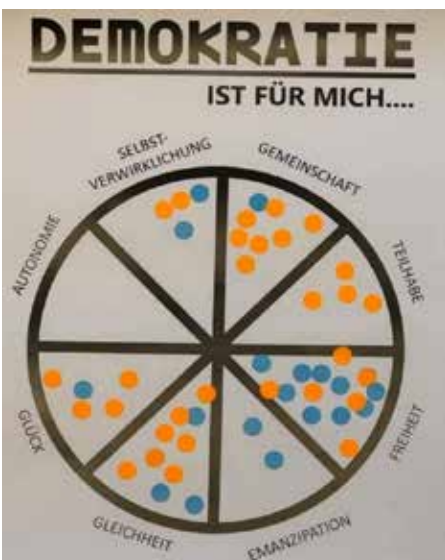 DEMOKRATIE
IST FÜR MICH....
SELBST-
VERWIRKLICHUNG
GEMEINSCHAFT
TEILHABE
FREIHEIT
EMANZIPATION
GLEICHHEIT
GLÜCK
AUTONOMIE